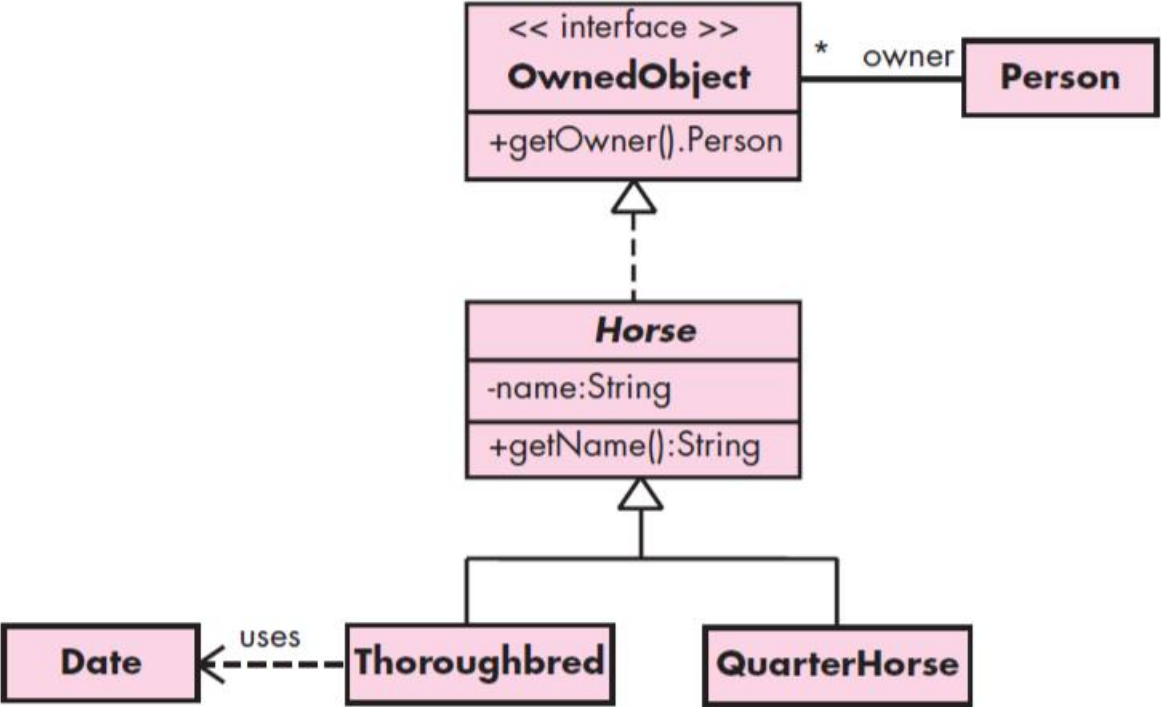 << interface >>
OwnedObject
+getOwner().Person
* owner
Person
Horse
-name:String
+getName():String
uses
Date
Thoroughbred
QuarterHorse